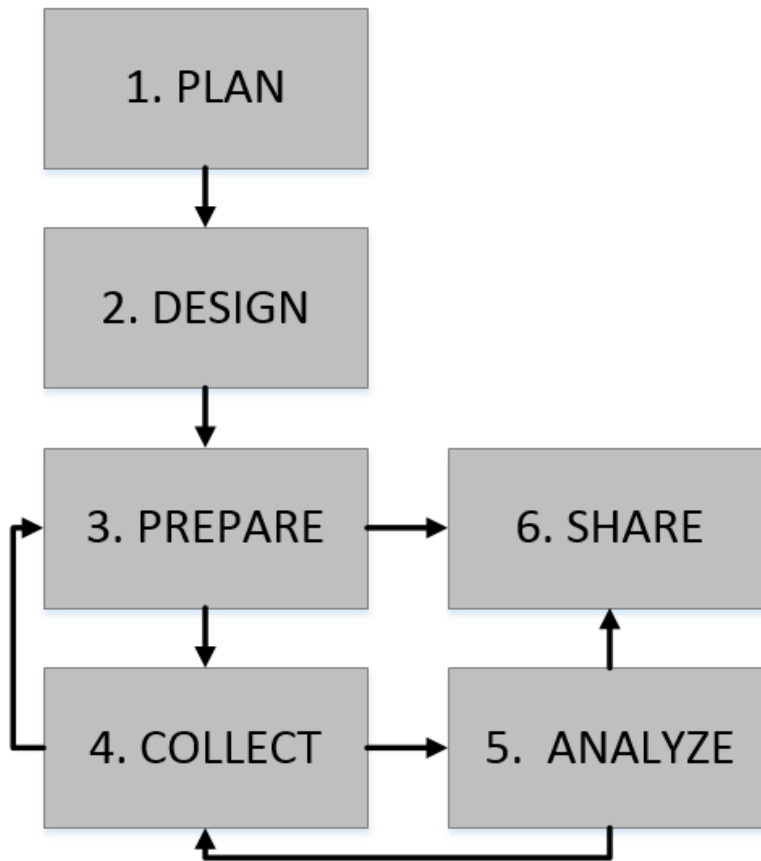 1. PLAN
2. DESIGN
3. PREPARE
6. SHARE
4. COLLECT
5.  ANALYZE